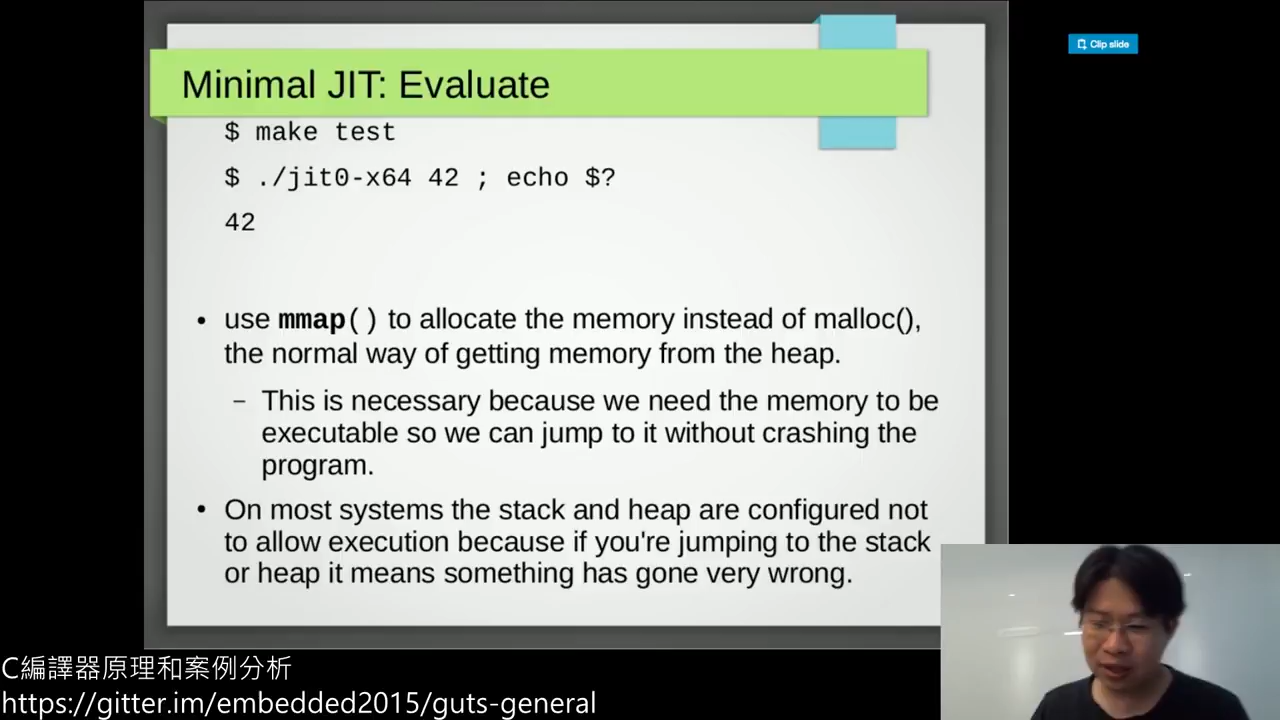 Clip slide
Minimal JIT: Evaluate
$ make test
$ ./jit0-x64 42 ; echo $?
42
• use mmap() to allocate the memory instead of malloc(),
the normal way of getting memory from the heap.
– This is necessary because we need the memory to be
executable so we can jump to it without crashing the
program.
• On most systems the stack and heap are configured not
to allow execution because if you're jumping to the stack
or heap it means something has gone very wrong.
C編譯器原理和案例分析
https://gitter.im/embedded2015/guts-general